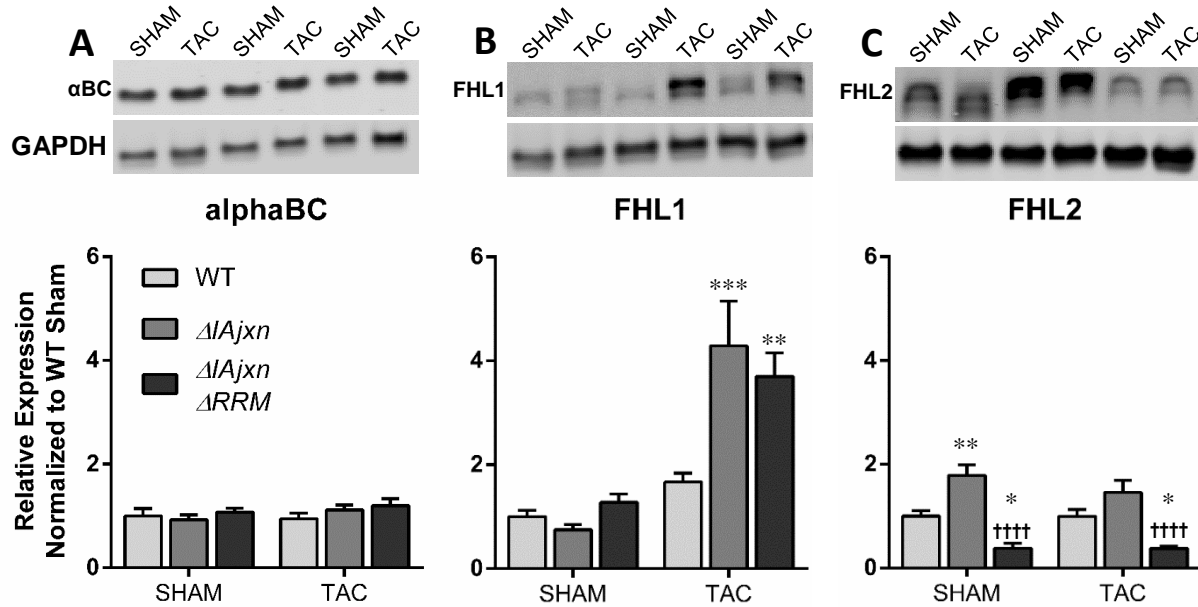 A
SHAM TAC SHAM TAC SHAM TAC
αBC
GAPDH
alphaBC
B
SHAM TAC SHAM TAC SHAM TAC
FHL1
FHL1
C
SHAM TAC SHAM TAC SHAM TAC
FHL2
FHL2
Relative Expression
Normalized to WT Sham
6
4
2
0
WT
ΔIAjxn
ΔIAjxn
ΔRRM
SHAM TAC
6
4
2
0
***
**
SHAM TAC
6
4
2
0
**
*
††††
*
††††
SHAM TAC